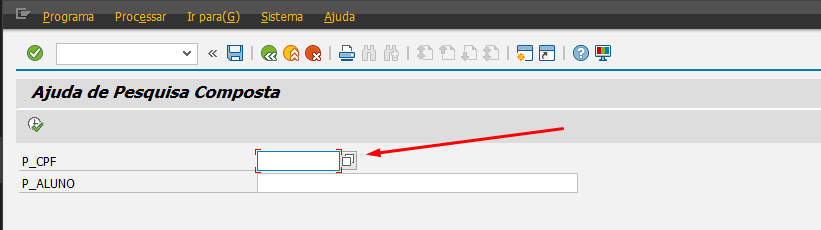 Programa Processar Ir para(G) Sistema Ajuda
Ajuda de Pesquisa Composta
P_CPF
P_ALUNO